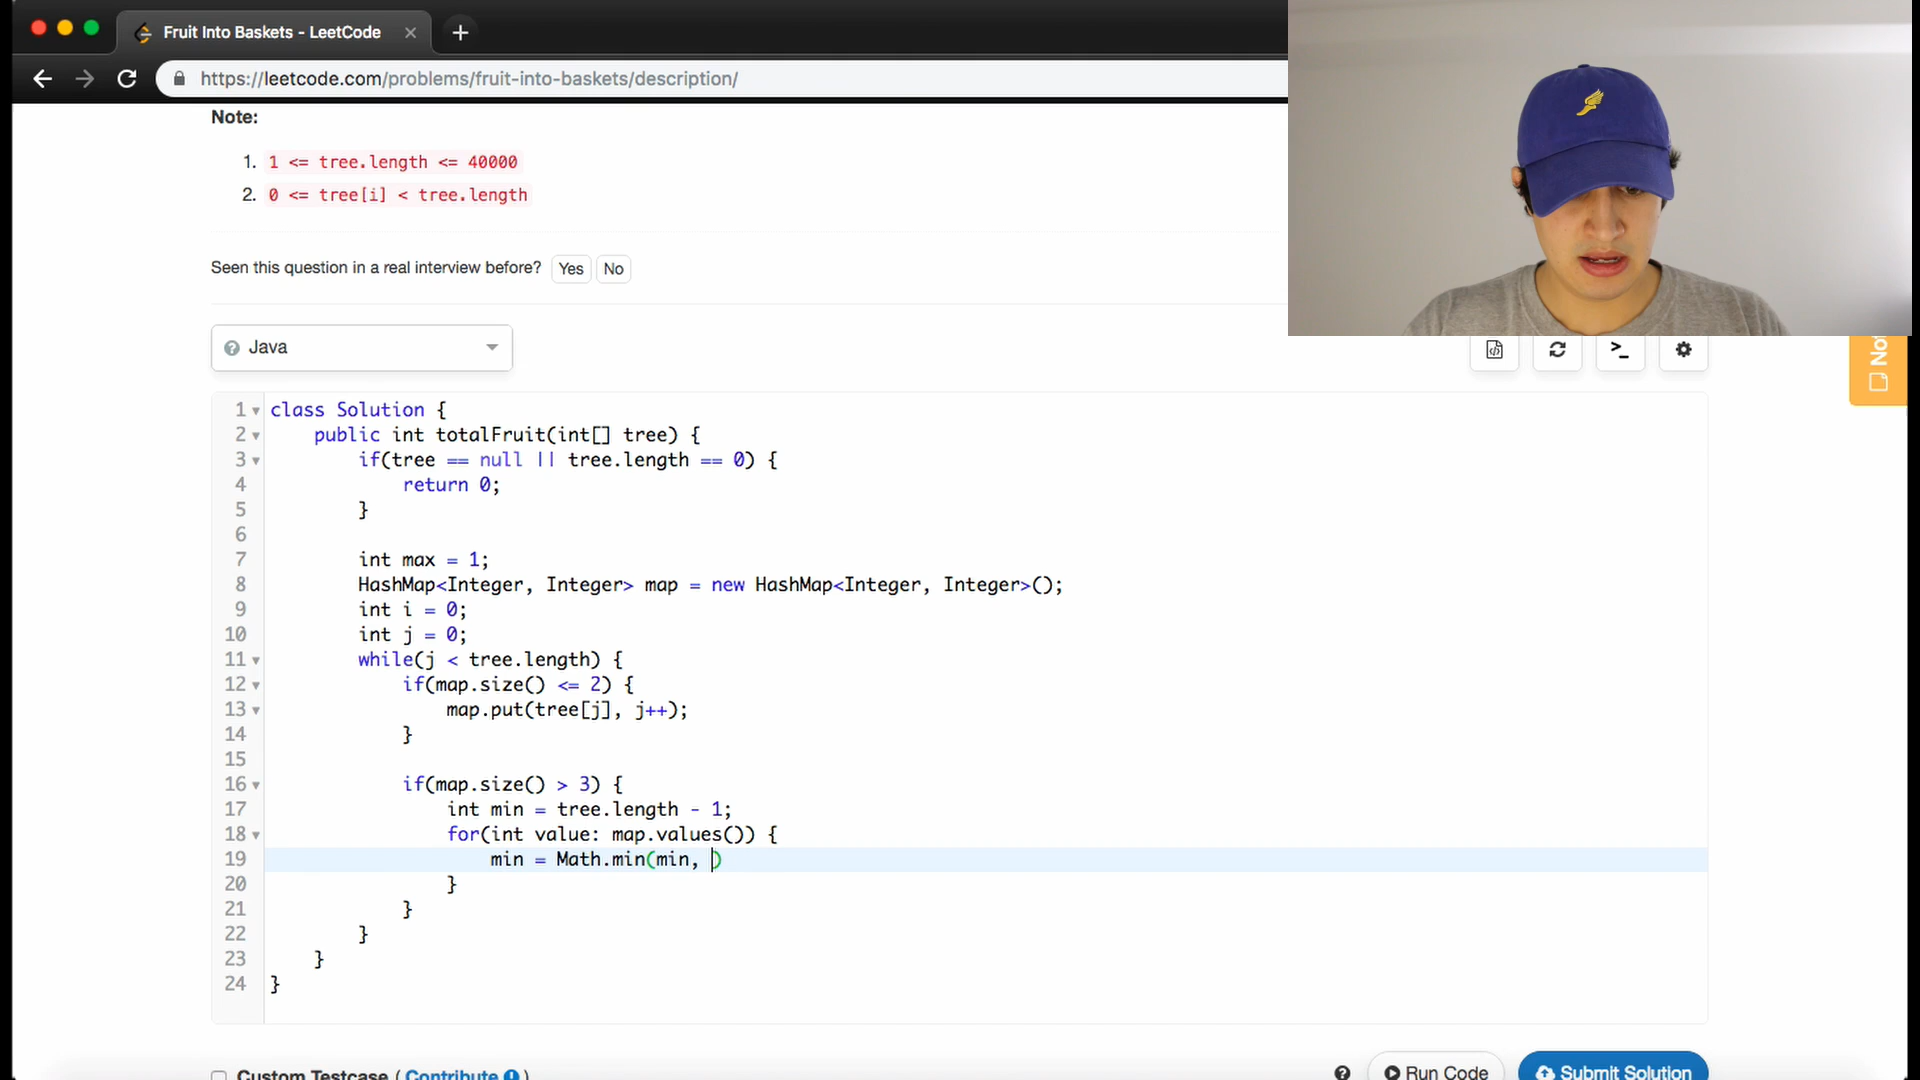 Fruit Into Baskets - LeetCode
https://leetcode.com/problems/fruit-into-baskets/description/
Note:
1. 1 <= tree.length <= 40000
2. 0 <= tree[i] < tree.length
Seen this question in a real interview before? Yes No
Java
1 class Solution {
2 public int totalFruit(int[] tree) {
3 if(tree == null || tree.length == 0) {
4 return 0;
5 }
6
7 int max = 1;
8 HashMap<Integer, Integer> map = new HashMap<Integer, Integer>();
9 int i = 0;
10 int j = 0;
11 while(j < tree.length) {
12 if(map.size() <= 2) {
13 map.put(tree[j], j++);
14 }
15
16 if(map.size() > 3) {
17 int min = tree.length - 1;
18 for(int value: map.values()) {
19 min = Math.min(min, )
20 }
21 }
22 }
23 }
24 }
Custom Testcase ( Contribute )
Run Code
Submit Solution